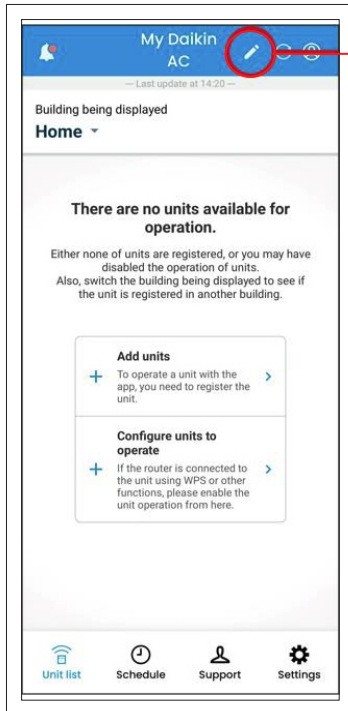 My Daikin
AC
— Last update at 14:20 —
Building being displayed
Home
There are no units available for
operation.
Either none of units are registered, or you may have
disabled the operation of units.
Also, switch the building being displayed to see if
the unit is registered in another building.
Add units
To operate a unit with the
app, you need to register the
unit.
Configure units to
operate
If the router is connected to
the unit using WPS or other
functions, please enable the
unit operation from here.
Unit list
Schedule
Support
Settings